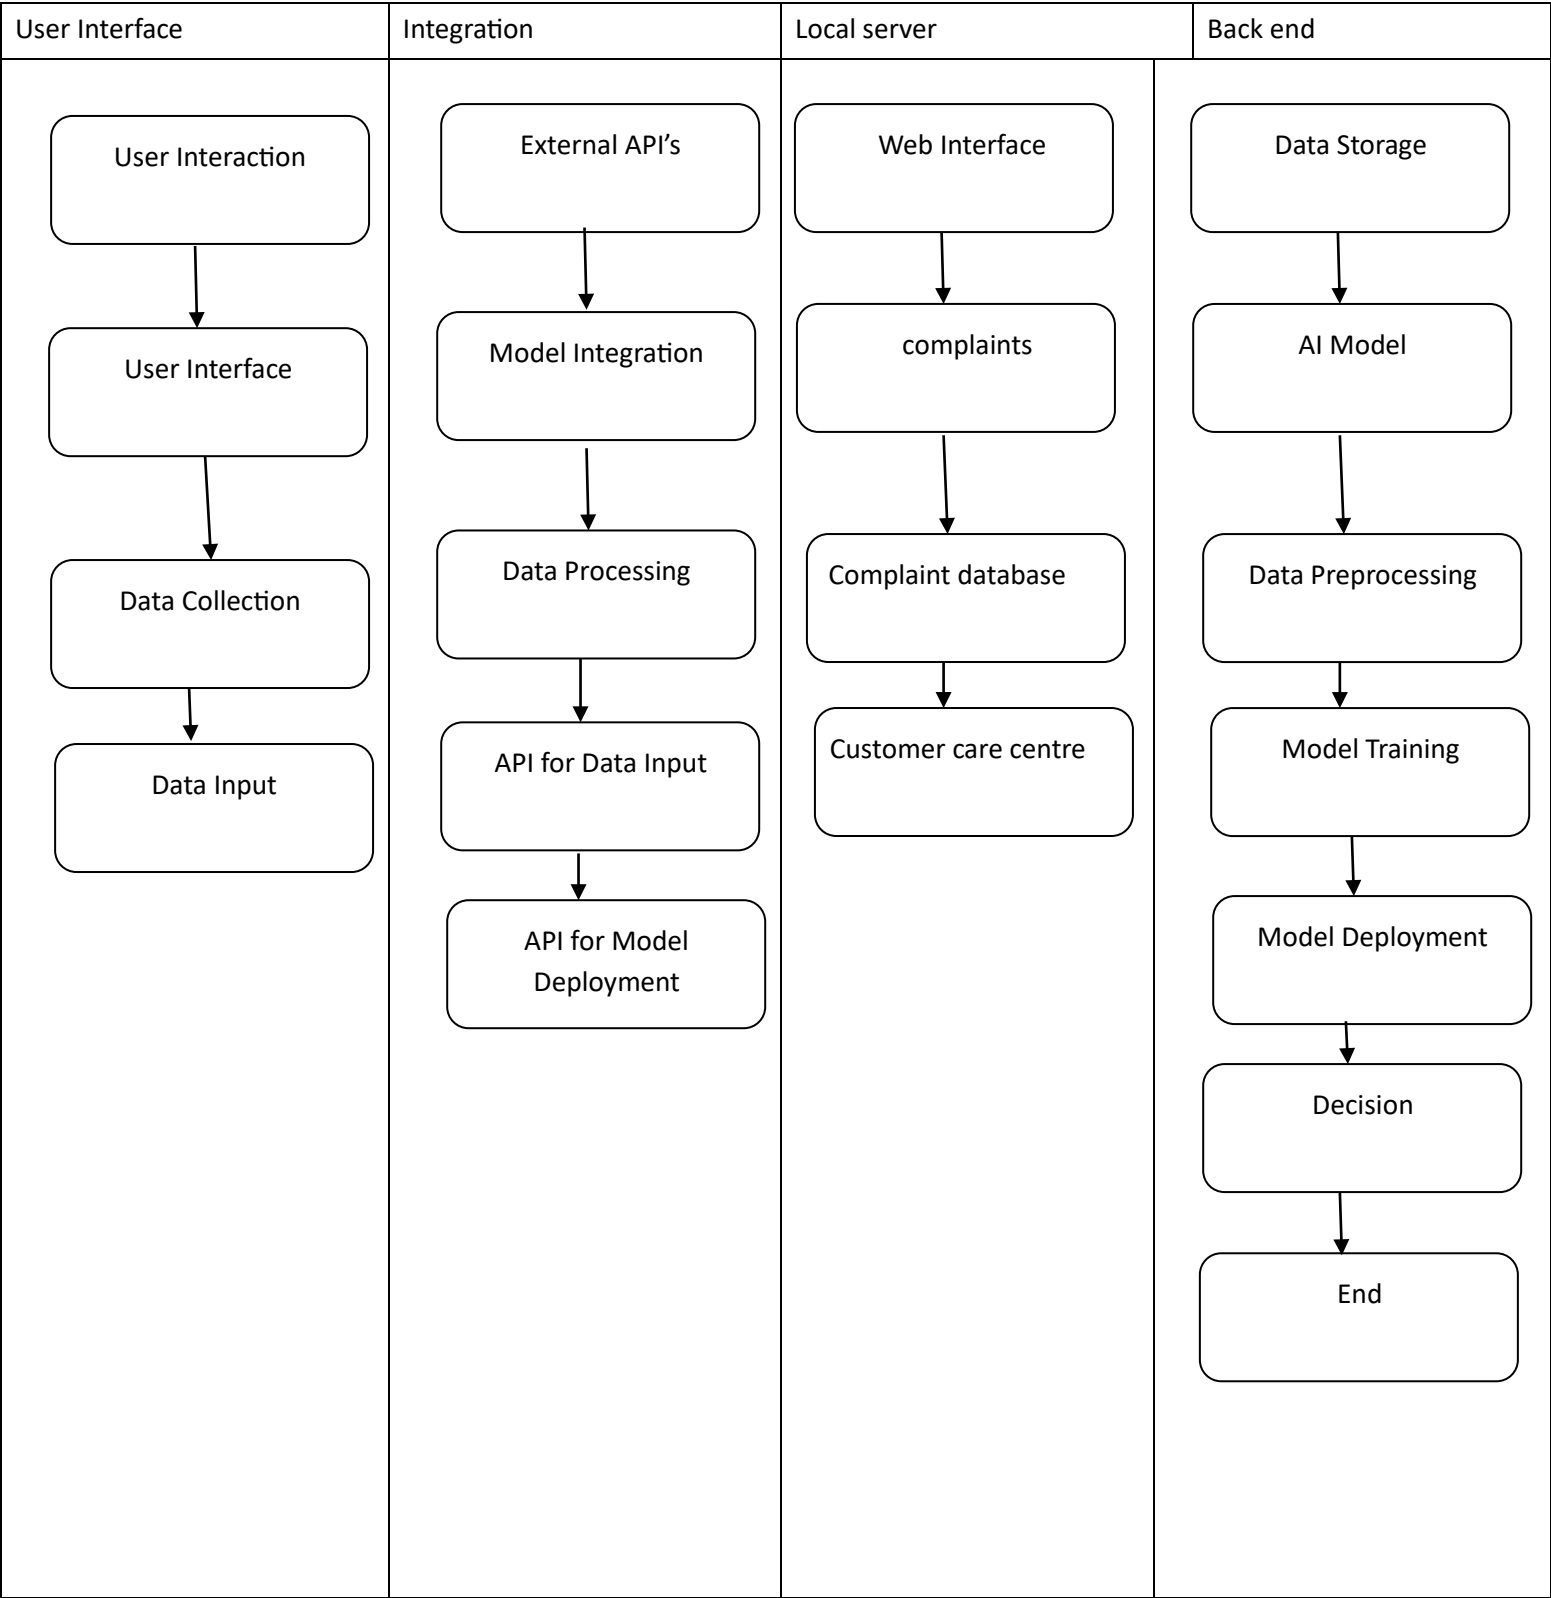 User Interface
Integration
Local server
Back end
User Interaction
User Interface
Data Collection
Data Input
External API’s
Model Integration
Data Processing
API for Data Input
API for Model
Deployment
Web Interface
complaints
Complaint database
Customer care centre
Data Storage
AI Model
Data Preprocessing
Model Training
Model Deployment
Decision
End